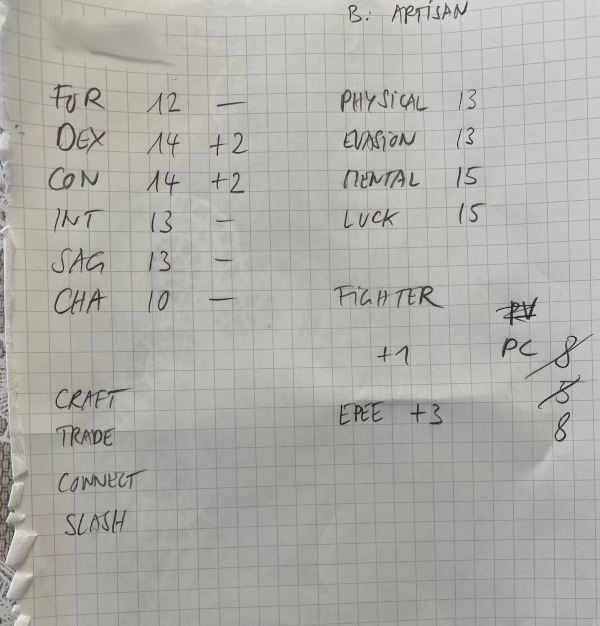 B: ARTISAN
FOR 12 —
DEX 14 +2
CON 14 +2
INT 13 –
SAG 13 –
CHA 10 —
PHYSICAL 13
EVASION 13
MENTAL 15
LUCK 15
FIGHTER
+1
PV
PC 8
8
8
EPEE +3
CRAFT
TRADE
CONNECT
SLASH